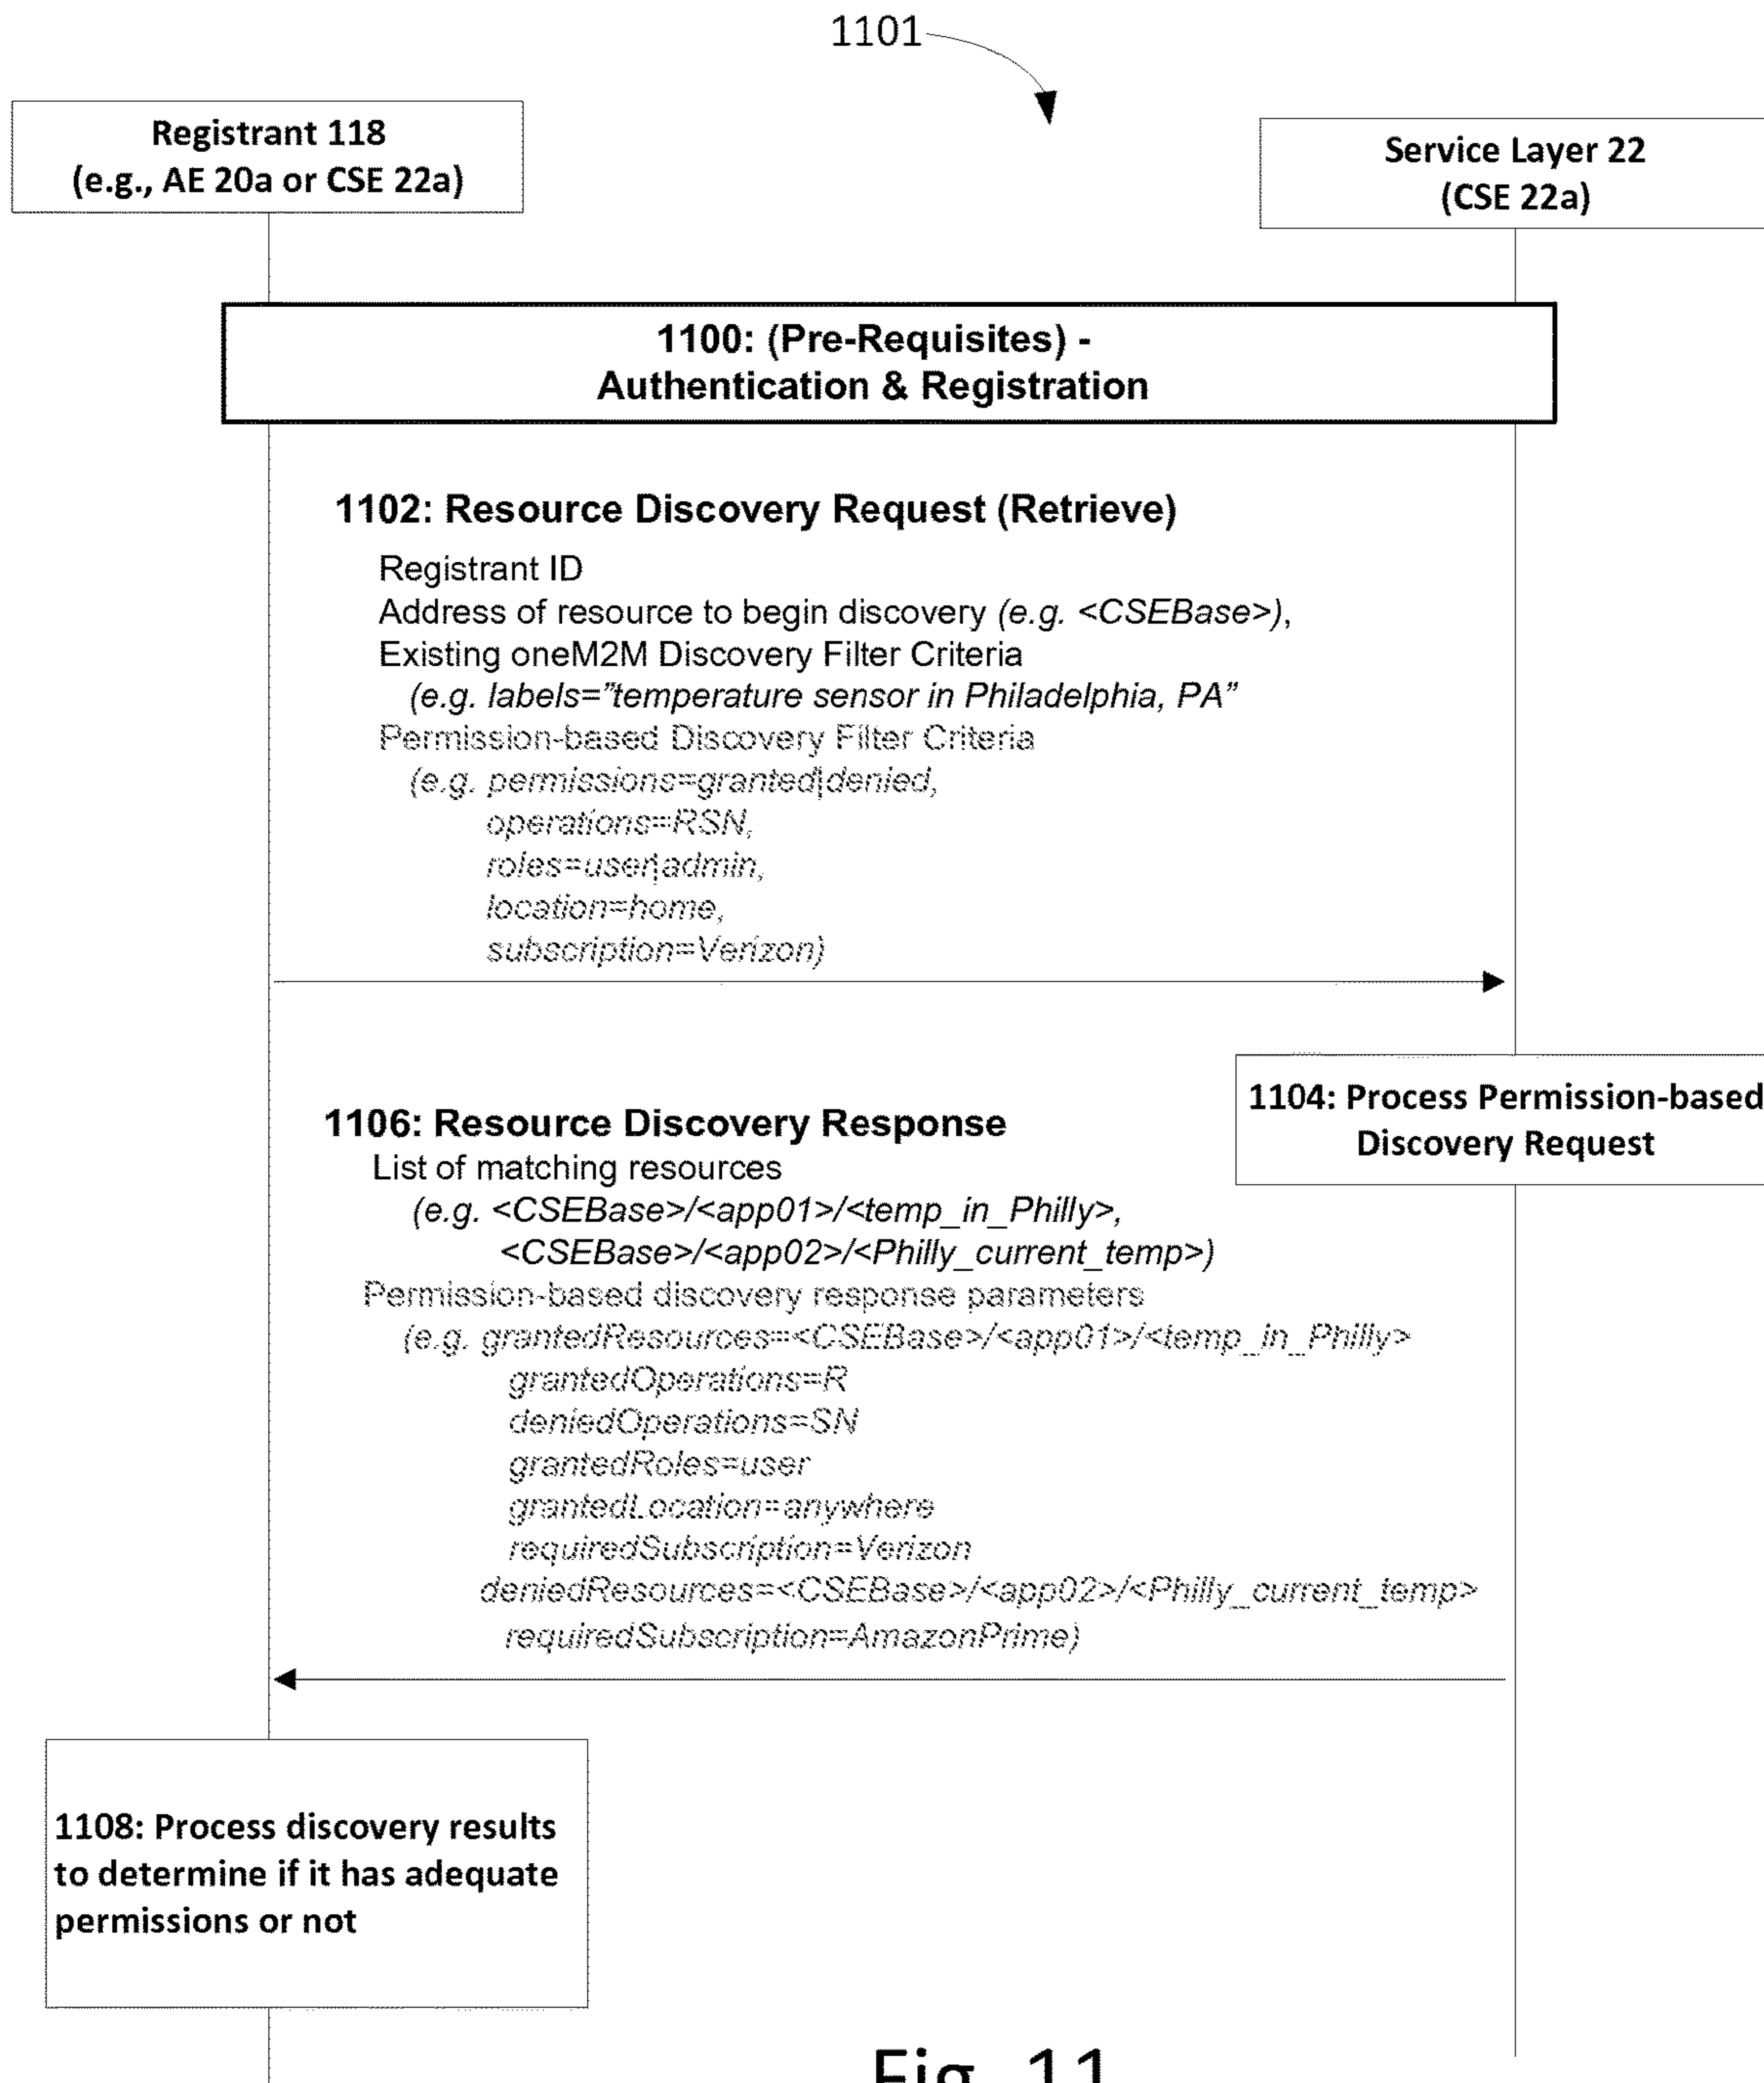 1101
Registrant 118
(e.g., AE 20a or CSE 22a)
Service Layer 22
(CSE 22a)
1100: (Pre-Requisites) -
Authentication & Registration
1102: Resource Discovery Request (Retrieve)
Registrant ID
Address of resource to begin discovery (e.g. <CSEBase>),
Existing oneM2M Discovery Filter Criteria
(e.g. labels=”temperature sensor in Philadelphia, PA”
Permission-based Discovery Filter Criteria
(e.g. permissions=granted|denied,
operations=RSN,
roles=user|admin,
location=home,
subscription=Verizon)
1104: Process Permission-based
Discovery Request
1106: Resource Discovery Response
List of matching resources
(e.g. <CSEBase>/<app01>/<temp_in_Philly>,
<CSEBase>/<app02>/<Philly_current_temp>)
Permission-based discovery response parameters
(e.g. grantedResources=<CSEBase>/<app01>/<temp_in_Philly>
grantedOperations=R
deniedOperations=SN
grantedRoles=user
grantedLocation=anywhere
requiredSubscription=Verizon
deniedResources=<CSEBase>/<app02>/<Philly_current_temp>
requiredSubscription=AmazonPrime)
1108: Process discovery results
to determine if it has adequate
permissions or not
Fig. 11